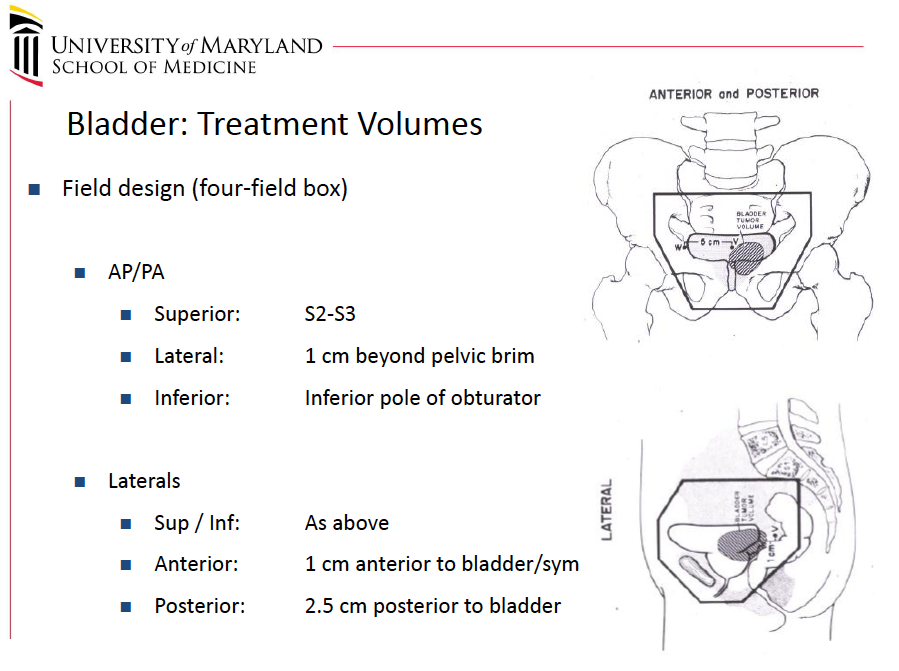 UNIVERSITY of MARYLAND
SCHOOL OF MEDICINE
Bladder: Treatment Volumes
Field design (four-field box)
AP/PA
Superior: S2-S3
Lateral: 1 cm beyond pelvic brim
Inferior: Inferior pole of obturator
Laterals
Sup / Inf: As above
Anterior: 1 cm anterior to bladder/sym
Posterior: 2.5 cm posterior to bladder
ANTERIOR and POSTERIOR
BLADDER
TUMOR
VOLUME
W 5 cm V
LATERAL
BLADDER
TUMOR
VOLUME
cm V